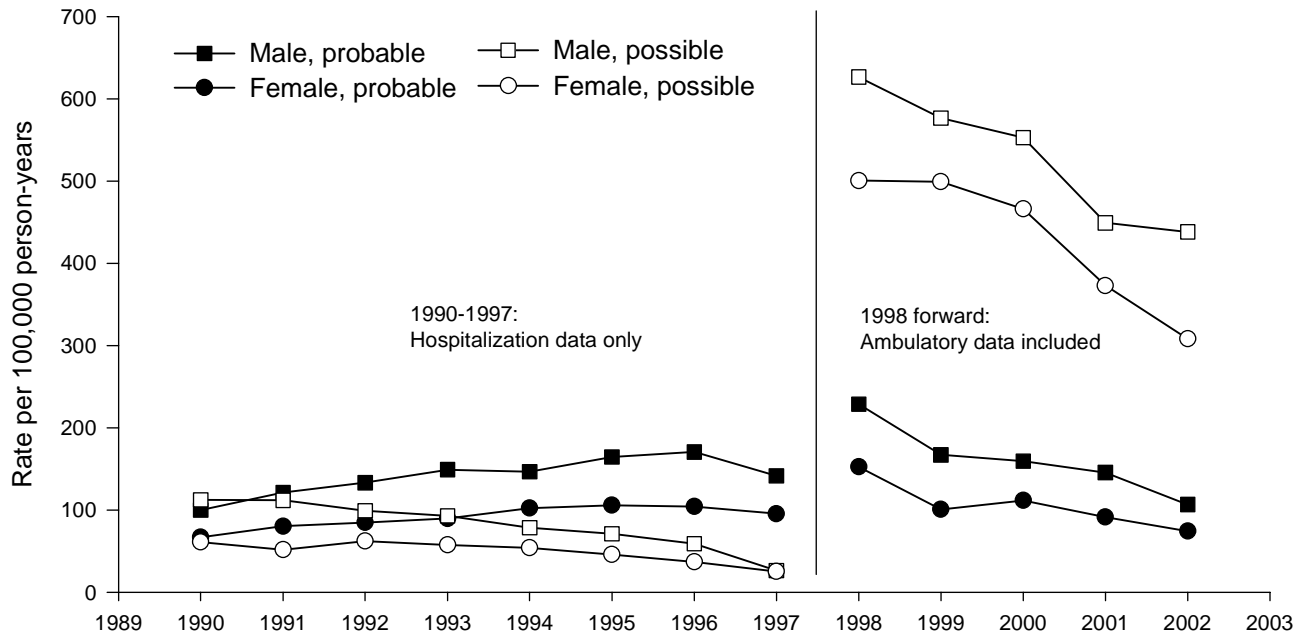 Rate per 100,000 person-years
700
600
500
400
300
200
100
0
Male, probable
Male, possible
Female, probable
Female, possible
1990-1997:
Hospitalization data only
1998 forward:
Ambulatory data included
1989 1990 1991 1992 1993 1994 1995 1996 1997 1998 1999 2000 2001 2002 2003